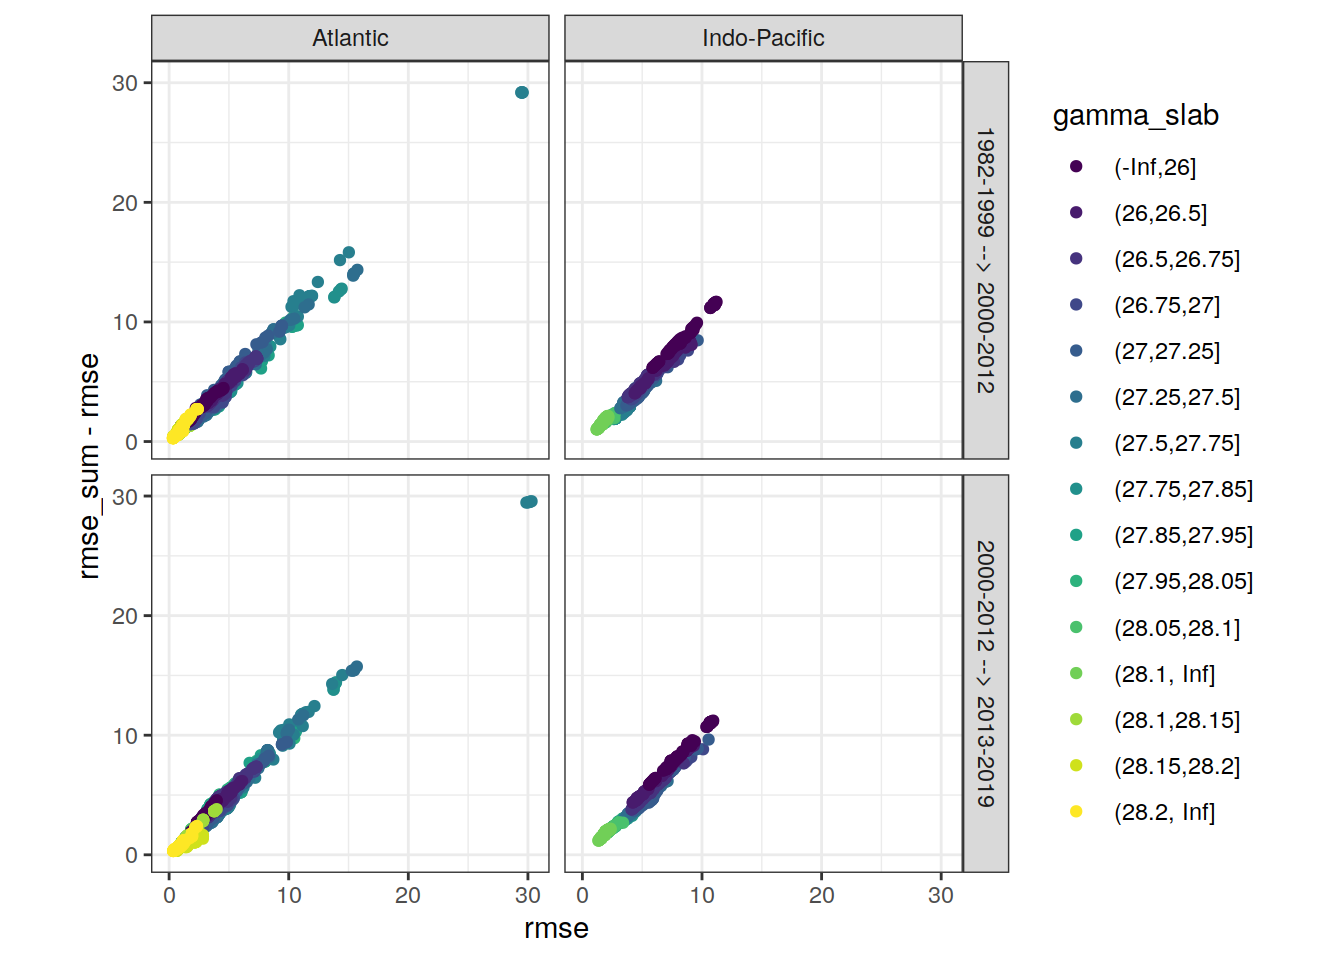 Atlantic
Indo-Pacific
30
20
10
0
1982-1999 --> 2000-2012
30
20
10
0
2000-2012 --> 2013-2019
0
10
20
30
0
10
20
30
rmse
rmse_sum - rmse
gamma_slab
(-Inf,26]
(26,26.5]
(26.5,26.75]
(26.75,27]
(27,27.25]
(27.25,27.5]
(27.5,27.75]
(27.75,27.85]
(27.85,27.95]
(27.95,28.05]
(28.05,28.1]
(28.1, Inf]
(28.1,28.15]
(28.15,28.2]
(28.2, Inf]